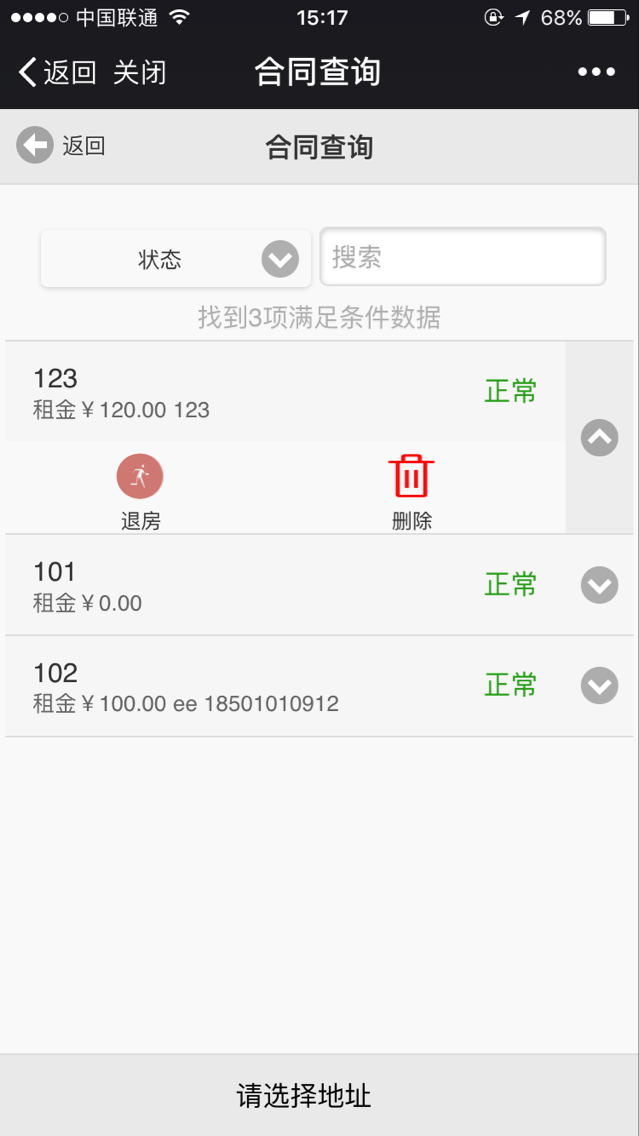 中国联通 15:17 68%
返回 关闭 合同查询
返回 合同查询
状态 搜索
找到3项满足条件数据
123
正常
租金￥120.00 123
退房 删除
101
正常
租金￥0.00
102
正常
租金￥100.00 ee 18501010912
请选择地址